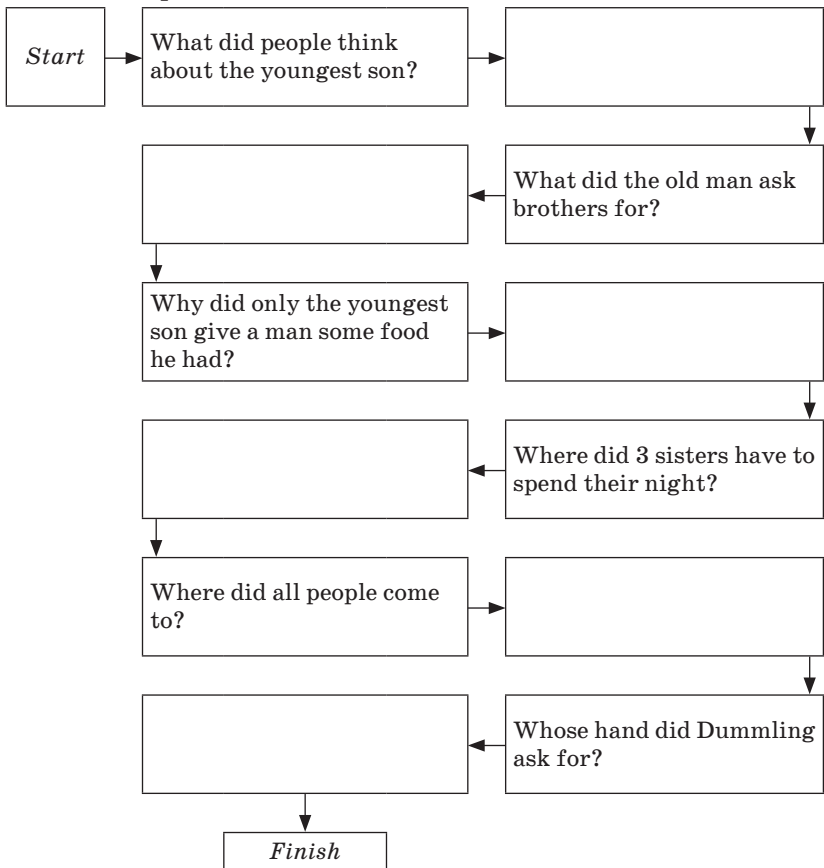 Start
What did people think
about the youngest son?
What did the old man ask
brothers for?
Why did only the youngest
son give a man some food
he had?
Where did 3 sisters have to
spend their night?
Where did all people come
to?
Whose hand did Dummling
ask for?
Finish